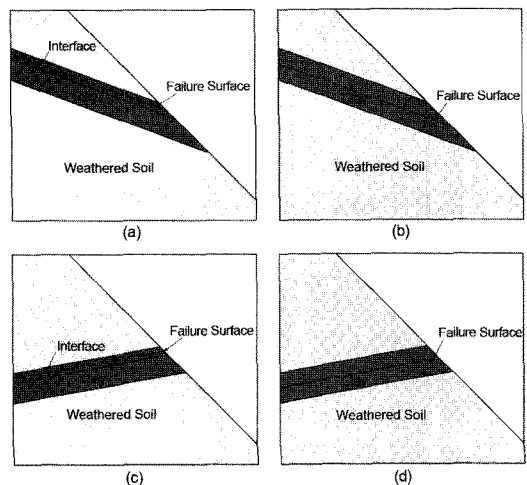 Interface
Failure Surface
Weathered Soil
(a)
Failure Surface
Weathered Soil
(b)
Failure Surface
Interface
Weathered Soil
(c)
Failure Surface
Weathered Soil
(d)